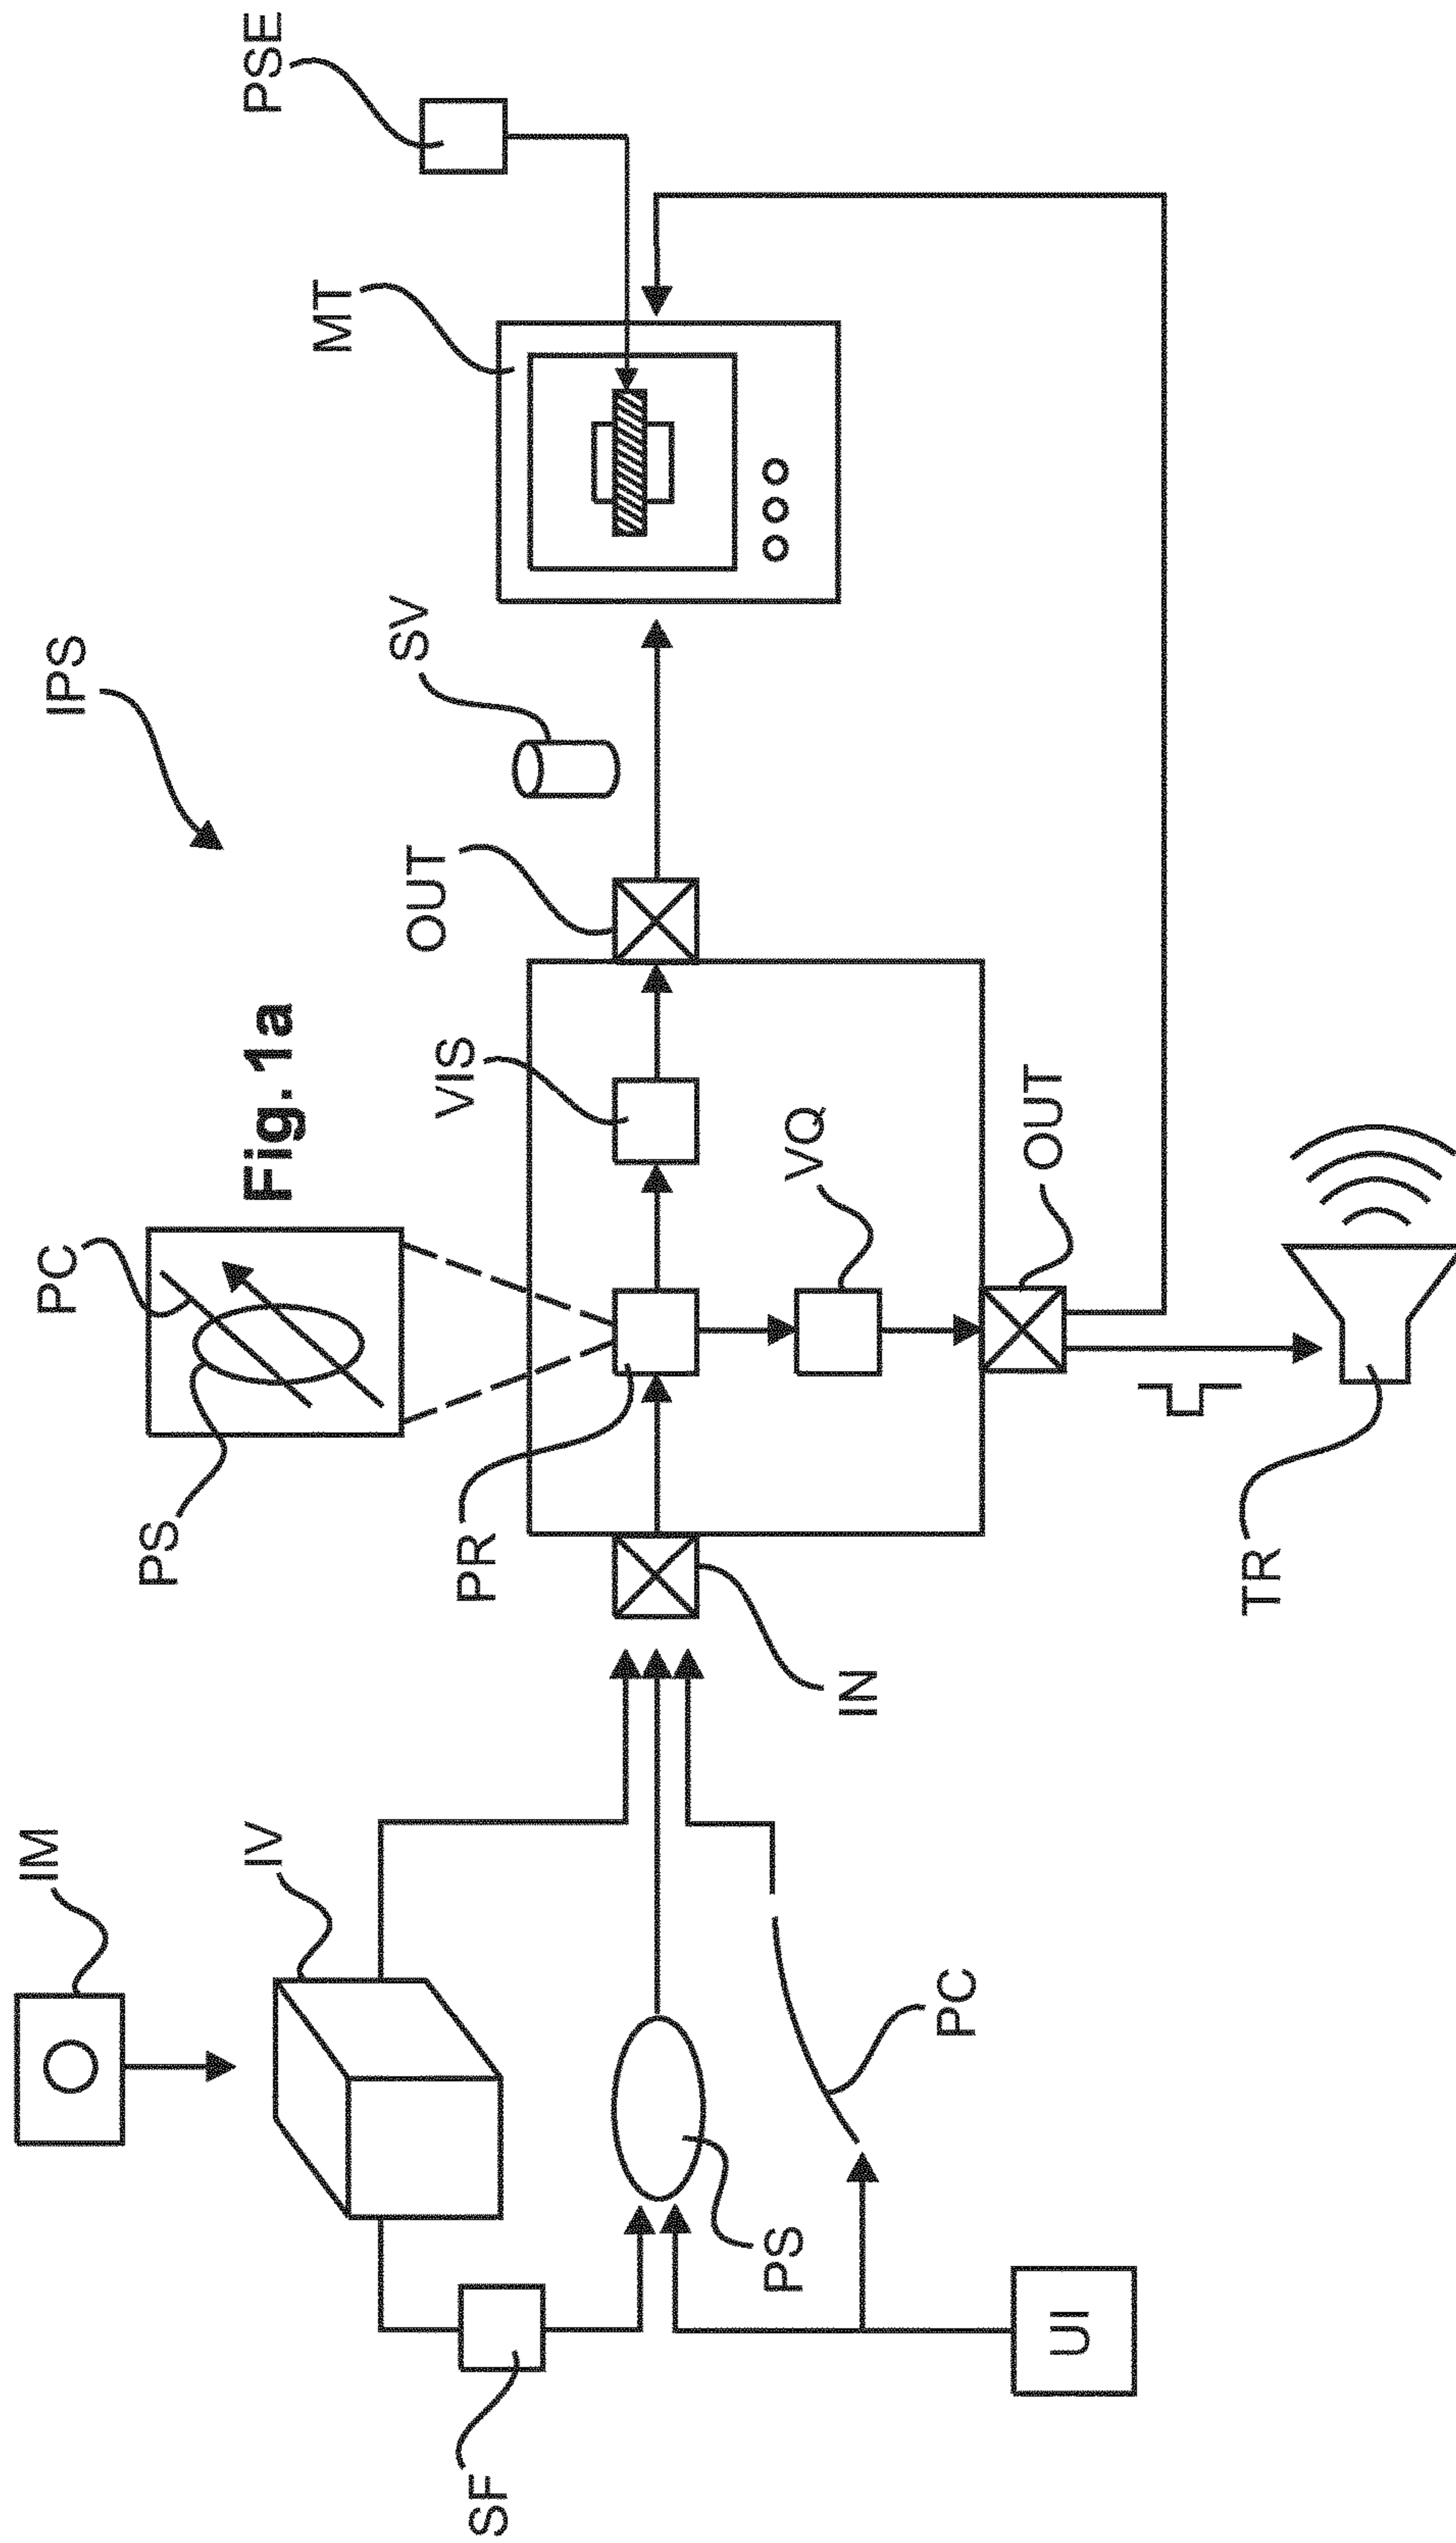 Fig. 1a
IPS
PSE
MT
SV
OUT
VIS
VQ
OUT
PC
PS
PR
IN
TR
IM
IV
PC
PS
SF
UI